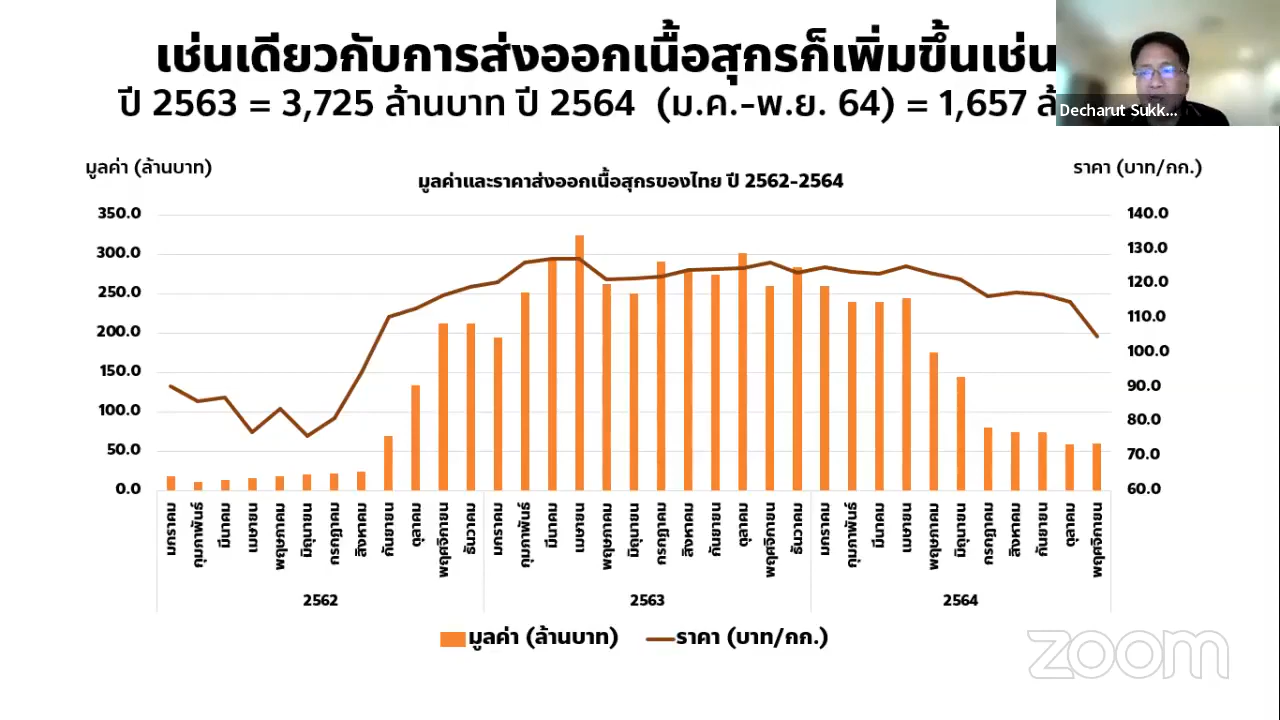 เช่นเดียวกับการส่งออกเนื้อสุกรก็เพิ่มขึ้นเช่น
ปี 2563 = 3,725 ล้านบาท ปี 2564 (ม.ค.-พ.ย. 64) = 1,657 ล้
Decharut Sukk...
มูลค่า (ล้านบาท)
ราคา (บาท/กก.)
มูลค่าและราคาส่งออกเนื้อสุกรของไทย ปี 2562-2564
350.0 140.0
300.0 130.0
250.0 120.0
200.0 110.0
150.0 100.0
100.0 90.0
50.0 80.0
0.0 70.0
60.0
มกราคม กุมภาพันธ์ มีนาคม เมษายน พฤษภาคม มิถุนายน กรกฎาคม สิงหาคม กันยายน ตุลาคม พฤศจิกายน ธันวาคม มกราคม กุมภาพันธ์ มีนาคม เมษายน พฤษภาคม มิถุนายน กรกฎาคม สิงหาคม กันยายน ตุลาคม พฤศจิกายน ธันวาคม มกราคม กุมภาพันธ์ มีนาคม เมษายน พฤษภาคม มิถุนายน กรกฎาคม สิงหาคม กันยายน ตุลาคม พฤศจิกายน
2562 2563 2564
มูลค่า (ล้านบาท) ราคา (บาท/กก.)
zoom